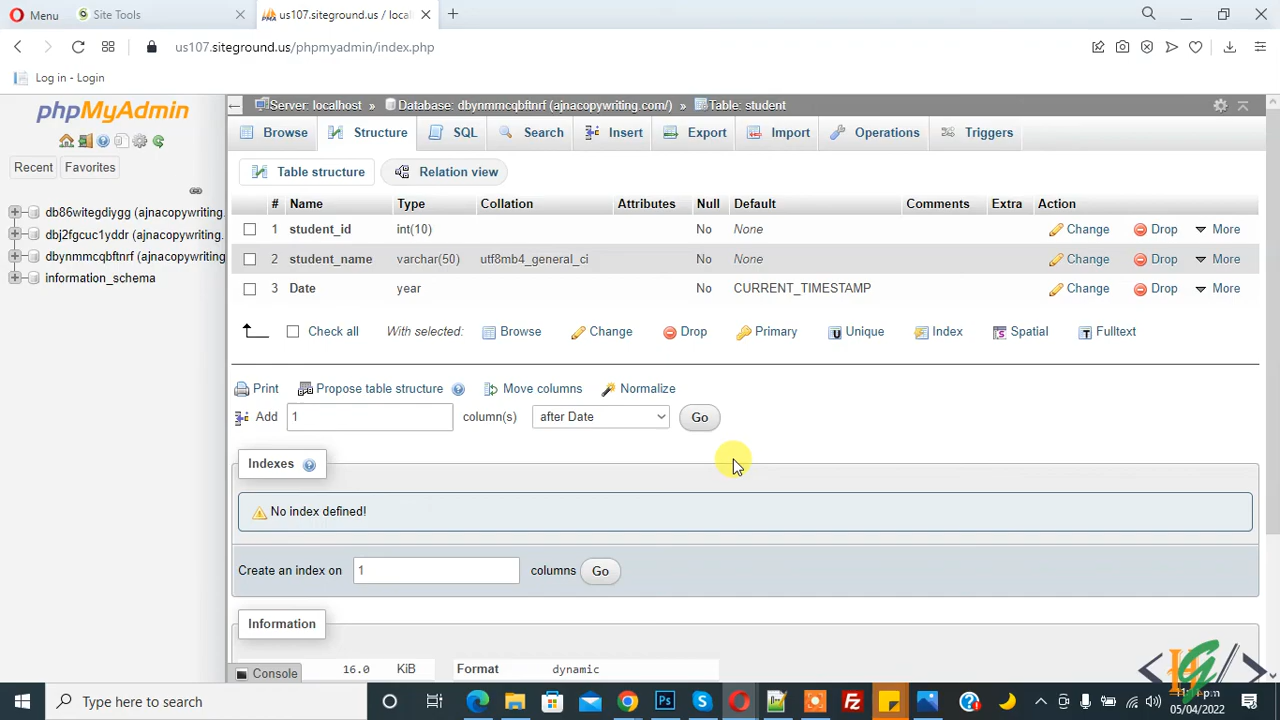 Menu
Site Tools
us107.siteground.us / local
us107.siteground.us/phpmyadmin/index.php
Log in - Login
phpMyAdmin
Recent Favorites
db86witegdiygg (ajnacopywriting.
dbj2fgcuc1yddr (ajnacopywriting.
dbynmmcqbftnrf (ajnacopywriting.
information_schema
Server: localhost » Database: dbynmmcqbftnrf (ajnacopywriting.com/) » Table: student
Browse Structure SQL Search Insert Export Import Operations Triggers
Table structure Relation view
# Name Type Collation Attributes Null Default Comments Extra Action
1 student_id int(10) No None Change Drop More
2 student_name varchar(50) utf8mb4_general_ci No None Change Drop More
3 Date year No CURRENT_TIMESTAMP Change Drop More
Check all With selected: Browse Change Drop Primary Unique Index Spatial Fulltext
Print Propose table structure Move columns Normalize
Add 1 column(s) after Date Go
Indexes
No index defined!
Create an index on 1 columns Go
Information
16.0 KiB Format dynamic
Console
Type here to search
05/04/2022